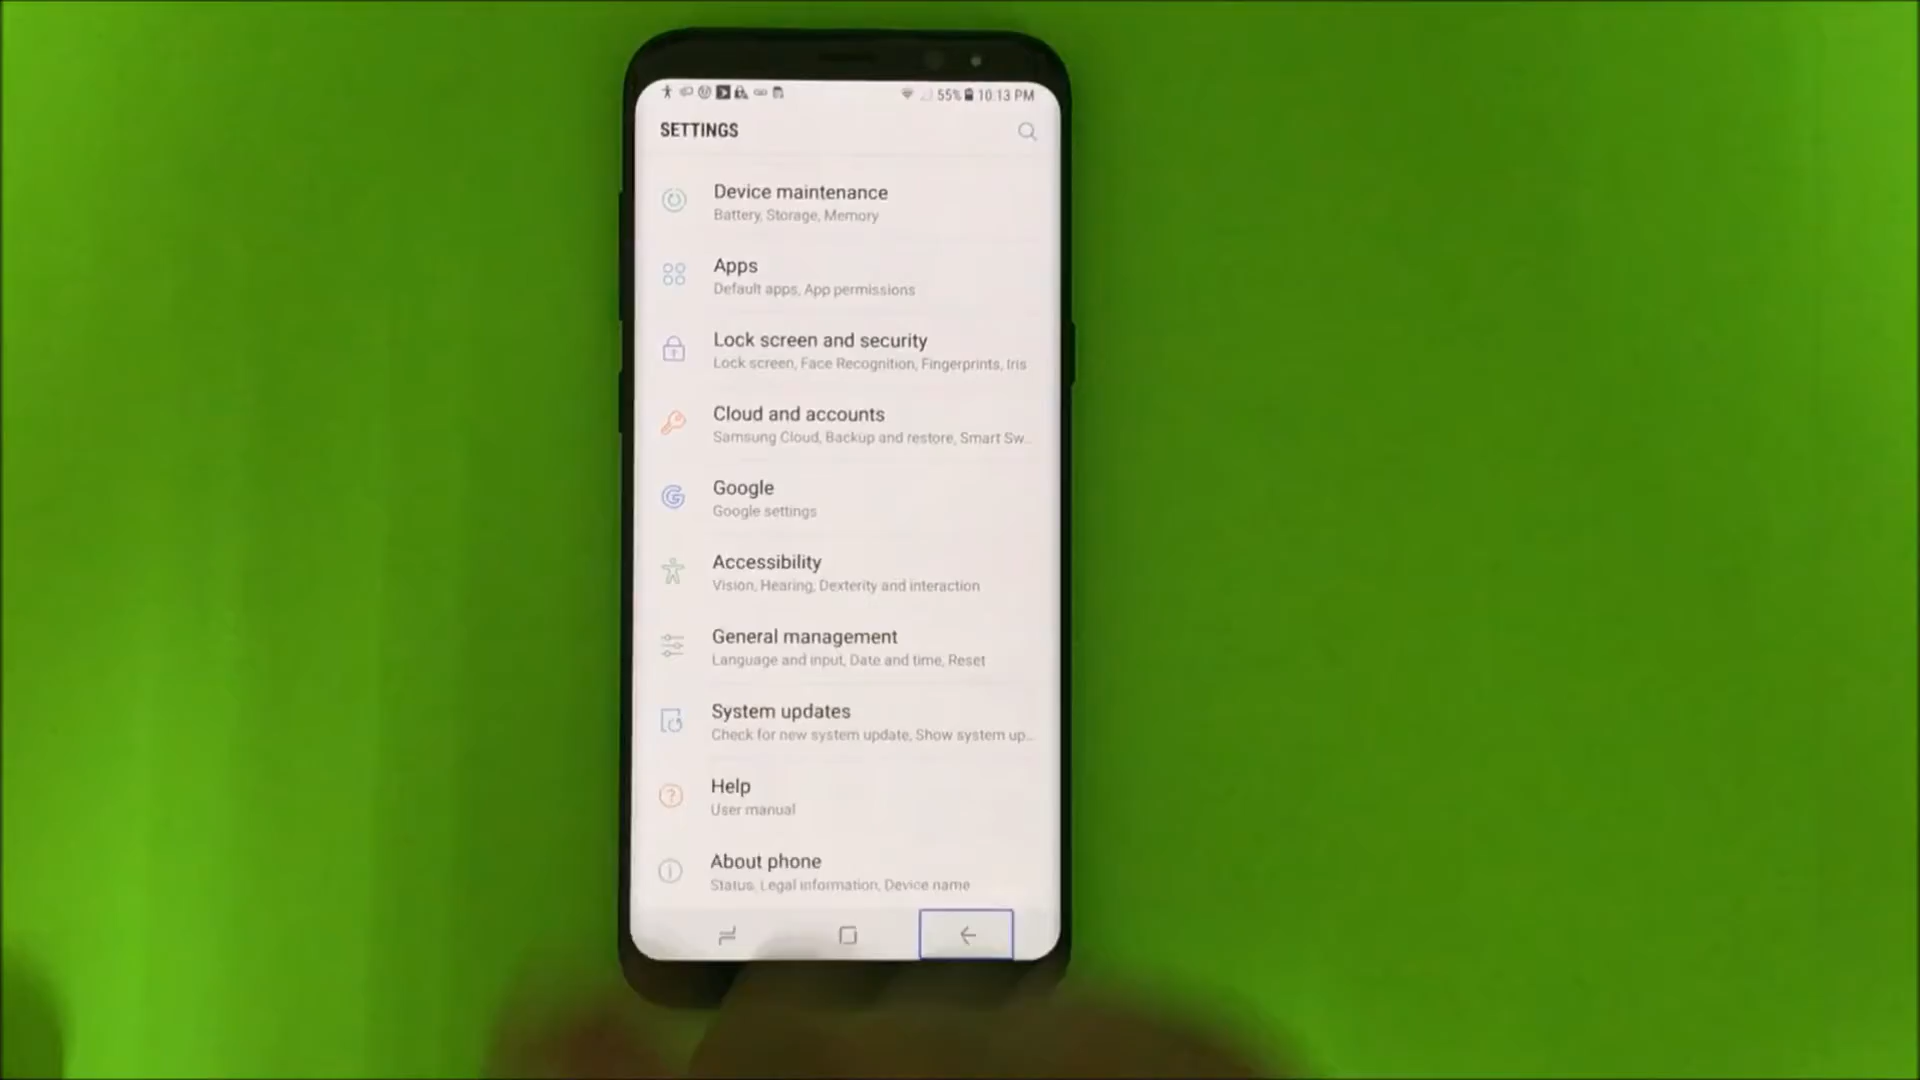 55% 10:13 PM
SETTINGS
Device maintenance
Battery, Storage, Memory
Apps
Default apps, App permissions
Lock screen and security
Lock screen, Face Recognition, Fingerprints, Iris
Cloud and accounts
Samsung Cloud, Backup and restore, Smart Sw...
Google
Google settings
Accessibility
Vision, Hearing, Dexterity and interaction
General management
Language and input, Date and time, Reset
System updates
Check for new system update, Show system up...
Help
User manual
About phone
Status, Legal information, Device name